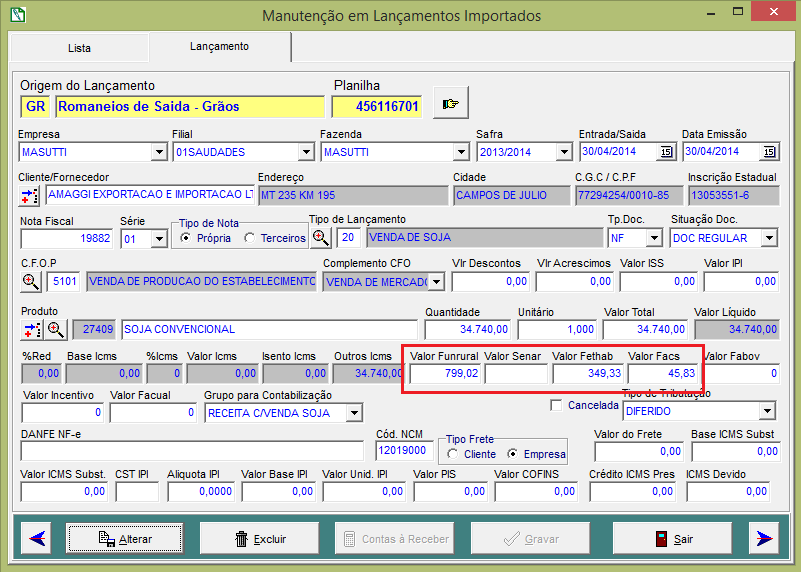 Manutenção em Lançamentos Importados
Lista
Lançamento
Origem do Lançamento
Planilha
GR
Romaneios de Saida - Grãos
456116701
Empresa
Filial
Fazenda
Safra
Entrada/Saida
Data Emissão
MASUTTI
01SAUDADES
MASUTTI
2013/2014
30/04/2014
15
30/04/2014
15
Cliente/Fornecedor
Endereço
Cidade
C.G.C / C.P.F
Inscrição Estadual
AMAGGI EXPORTACAO E IMPORTACAO LT
MT 235 KM 195
CAMPOS DE JULIO
77294254/0010-85
13053551-6
Nota Fiscal
Série
Tipo de Nota
Tipo de Lançamento
Tp.Doc.
Situação Doc.
19882
01
Própria
Terceiros
20
VENDA DE SOJA
NF
DOC REGULAR
C.F.O.P
Complemento CFO
Vlr Descontos
Vlr Acrescimos
Valor ISS
Valor IPI
5101
VENDA DE PRODUCAO DO ESTABELECIMENTO
VENDA DE MERCADO
0,00
0,00
0,00
0,00
Produto
Quantidade
Unitário
Valor Total
Valor Líquido
27409
SOJA CONVENCIONAL
34.740,00
1,000
34.740,00
34.740,00
%Red
Base Icms
%Icms
Valor Icms
Isento Icms
Outros Icms
Valor Funrural
Valor Senar
Valor Fethab
Valor Facs
Valor Fabov
0,00
0,00
0
0,00
0,00
34.740,00
799,02
349,33
45,83
0
Valor Incentivo
Valor Facual
Grupo para Contabilização
Cancelada
Tipo de Tributação
0
0
RECEITA C/VENDA SOJA
DIFERIDO
DANFE NF-e
Cód. NCM
Tipo Frete
Valor do Frete
Base ICMS Subst
12019000
Cliente
Empresa
0,00
0,00
Valor ICMS Subst.
CST IPI
Aliquota IPI
Valor Base IPI
Valor Unid. IPI
Valor PIS
Valor COFINS
Crédito ICMS Pres
ICMS Devido
0,00
0,0000
0,00
0,00
0,00
0,00
0,00
0,00
Alterar
Excluir
Contas à Receber
Gravar
Sair